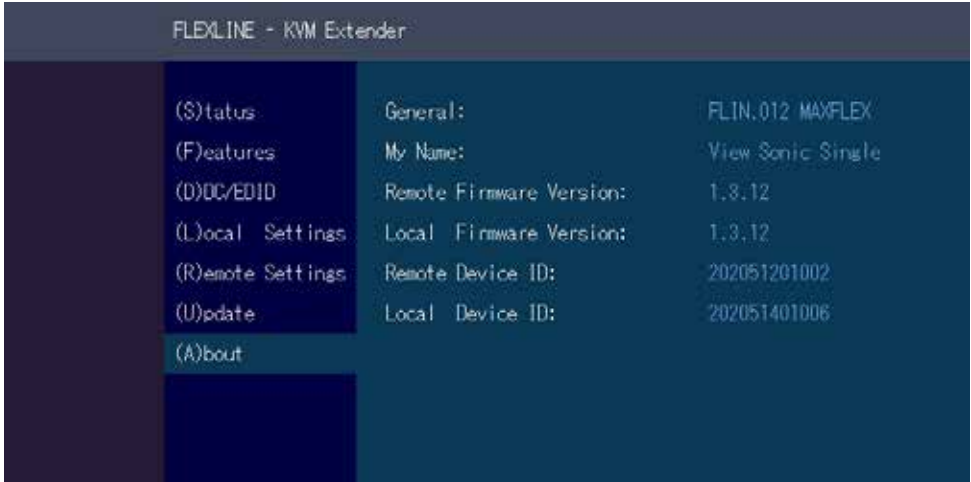 FLEXLINE - KVM Extender
(S)tatus
(F)eatures
(D)DC/EDID
(L)ocal Settings
(R)emote Settings
(U)pdate
(A)bout
General: FLIN.012 MAXFLEX
My Name: View Sonic Single
Remote Firmware Version: 1.3.12
Local Firmware Version: 1.3.12
Remote Device ID: 202051201002
Local Device ID: 202051401006